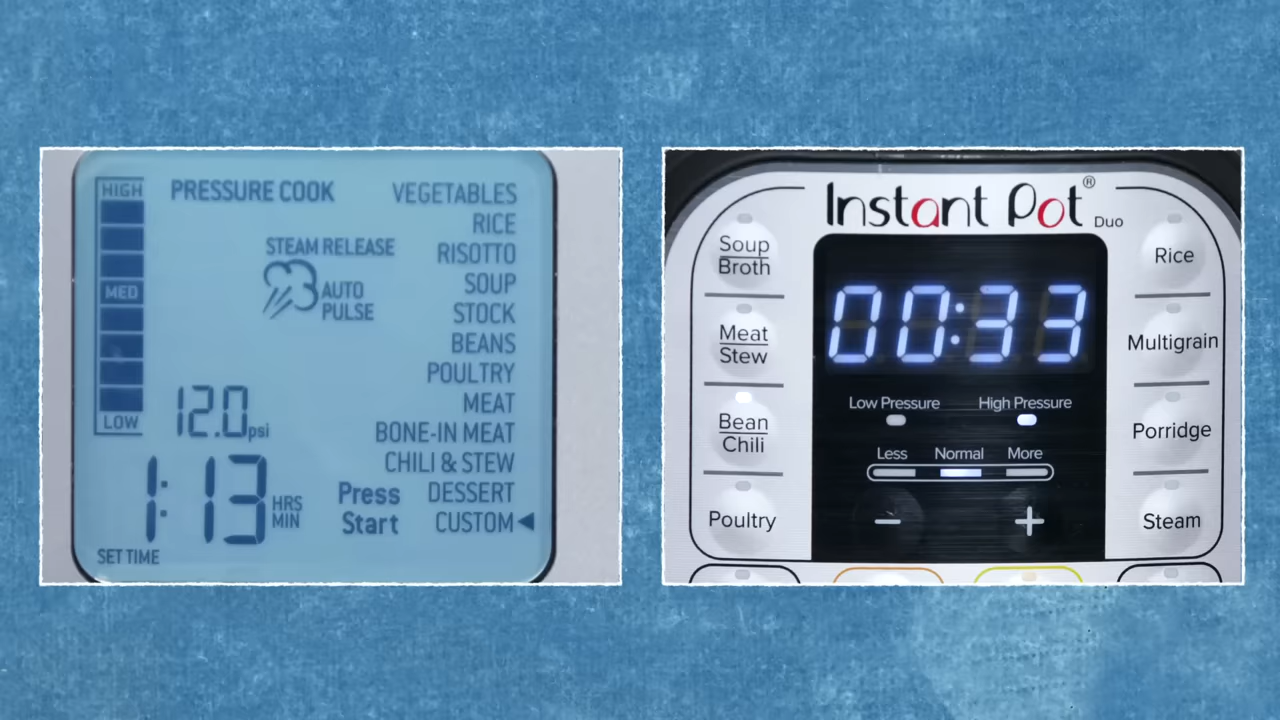 HIGH
PRESSURE COOK
VEGETABLES
RICE
STEAM RELEASE
RISOTTO
SOUP
MED
AUTO
PULSE
STOCK
BEANS
POULTRY
MEAT
12.0 psi
LOW
BONE-IN MEAT
CHILI & STEW
1:13 HRS
MIN
Press
Start
DESSERT
CUSTOM
SET TIME
Instant Pot®
Duo
Soup
Broth
Rice
00:33
Meat
Stew
Multigrain
Low Pressure High Pressure
Bean
Chili
Porridge
Less Normal More
Poultry
− +
Steam